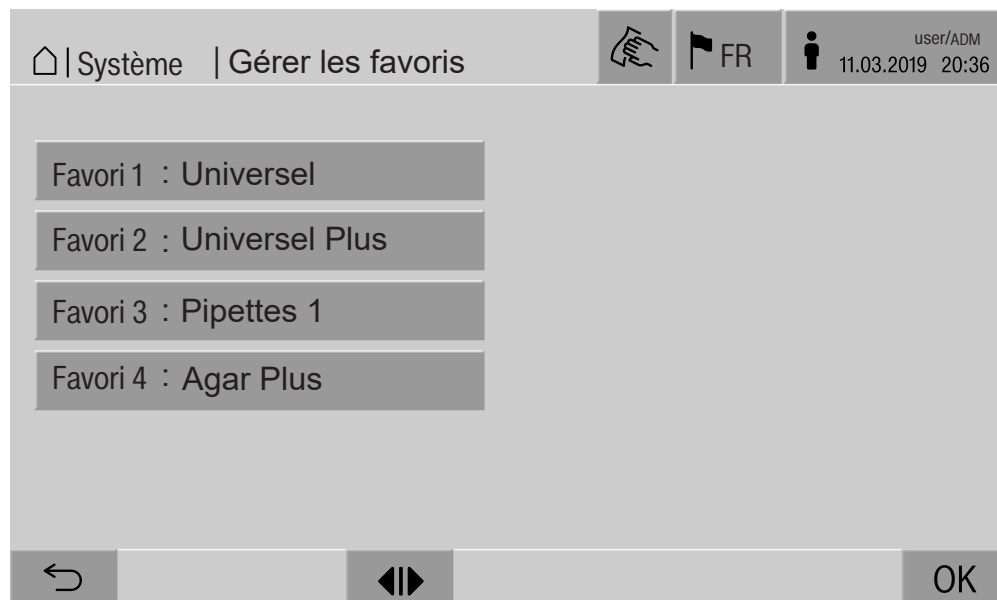 | Système | Gérer les favoris
FR
user/ADM
11.03.2019 20:36
Favori 1 : Universel
Favori 2 : Universel Plus
Favori 3 : Pipettes 1
Favori 4 : Agar Plus
OK